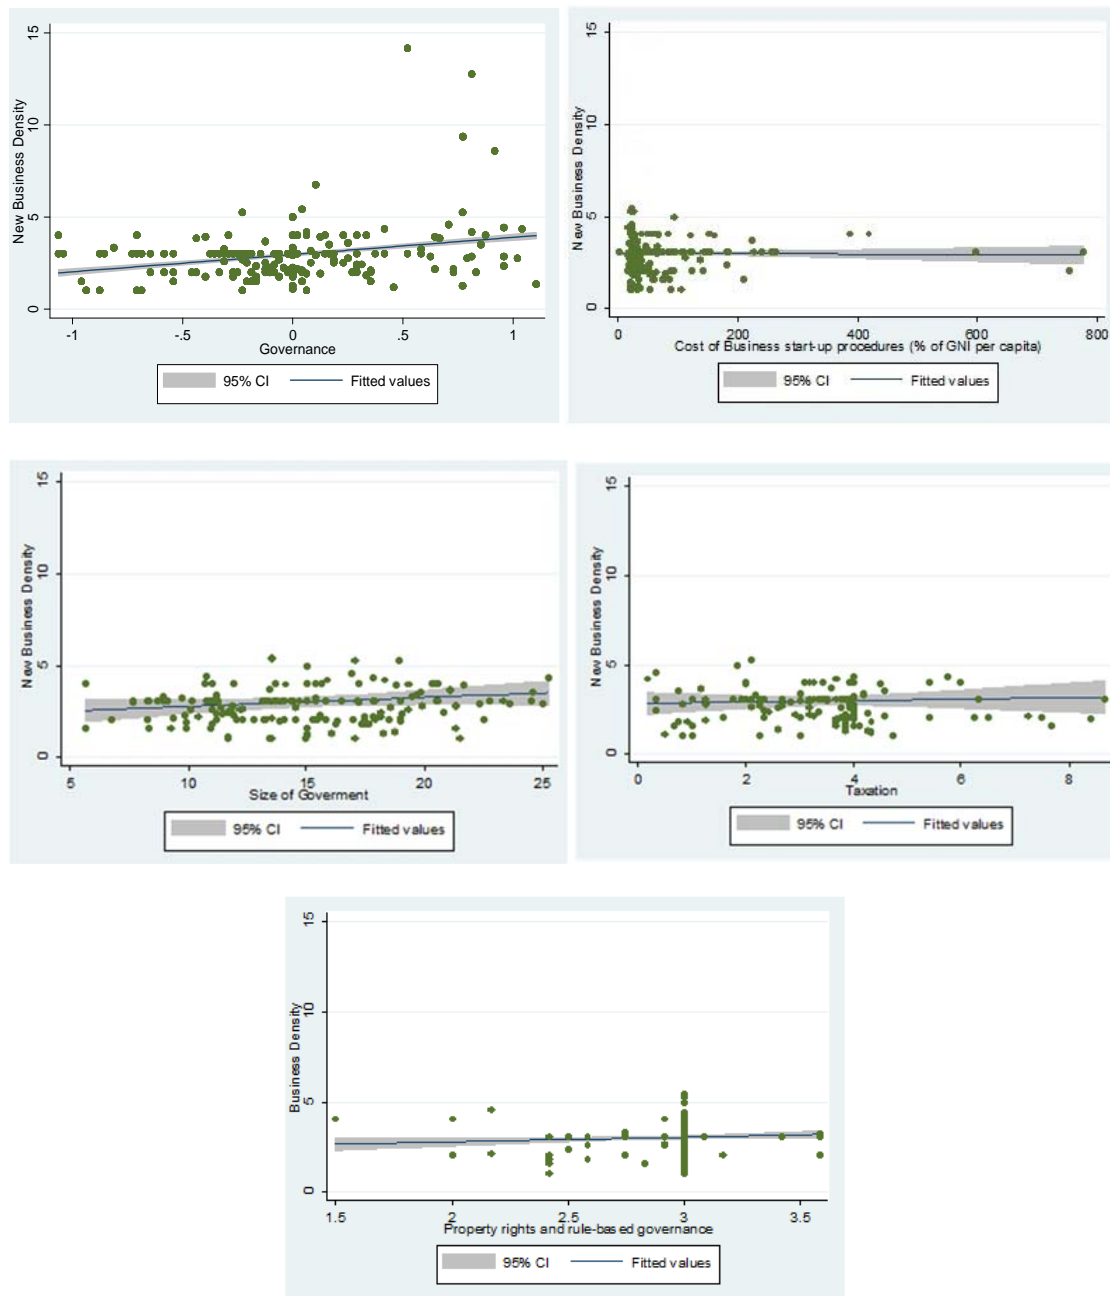 New Business Density
15
10
5
0
-1 -.5 0 .5 1
Governance
95% CI Fitted values
New Business Density
15
10
5
0
0 200 400 600 800
Cost of Business start-up procedures (% of GNI per capita)
95% CI Fitted values
New Business Density
15
10
5
0
5 10 15 20 25
Size of Goverment
95% CI Fitted values
New Business Density
15
10
5
0
0 2 4 6 8
Taxation
95% CI Fitted values
Business Density
15
10
5
0
1.5 2 2.5 3 3.5
Property rights and rule-based governance
95% CI Fitted values